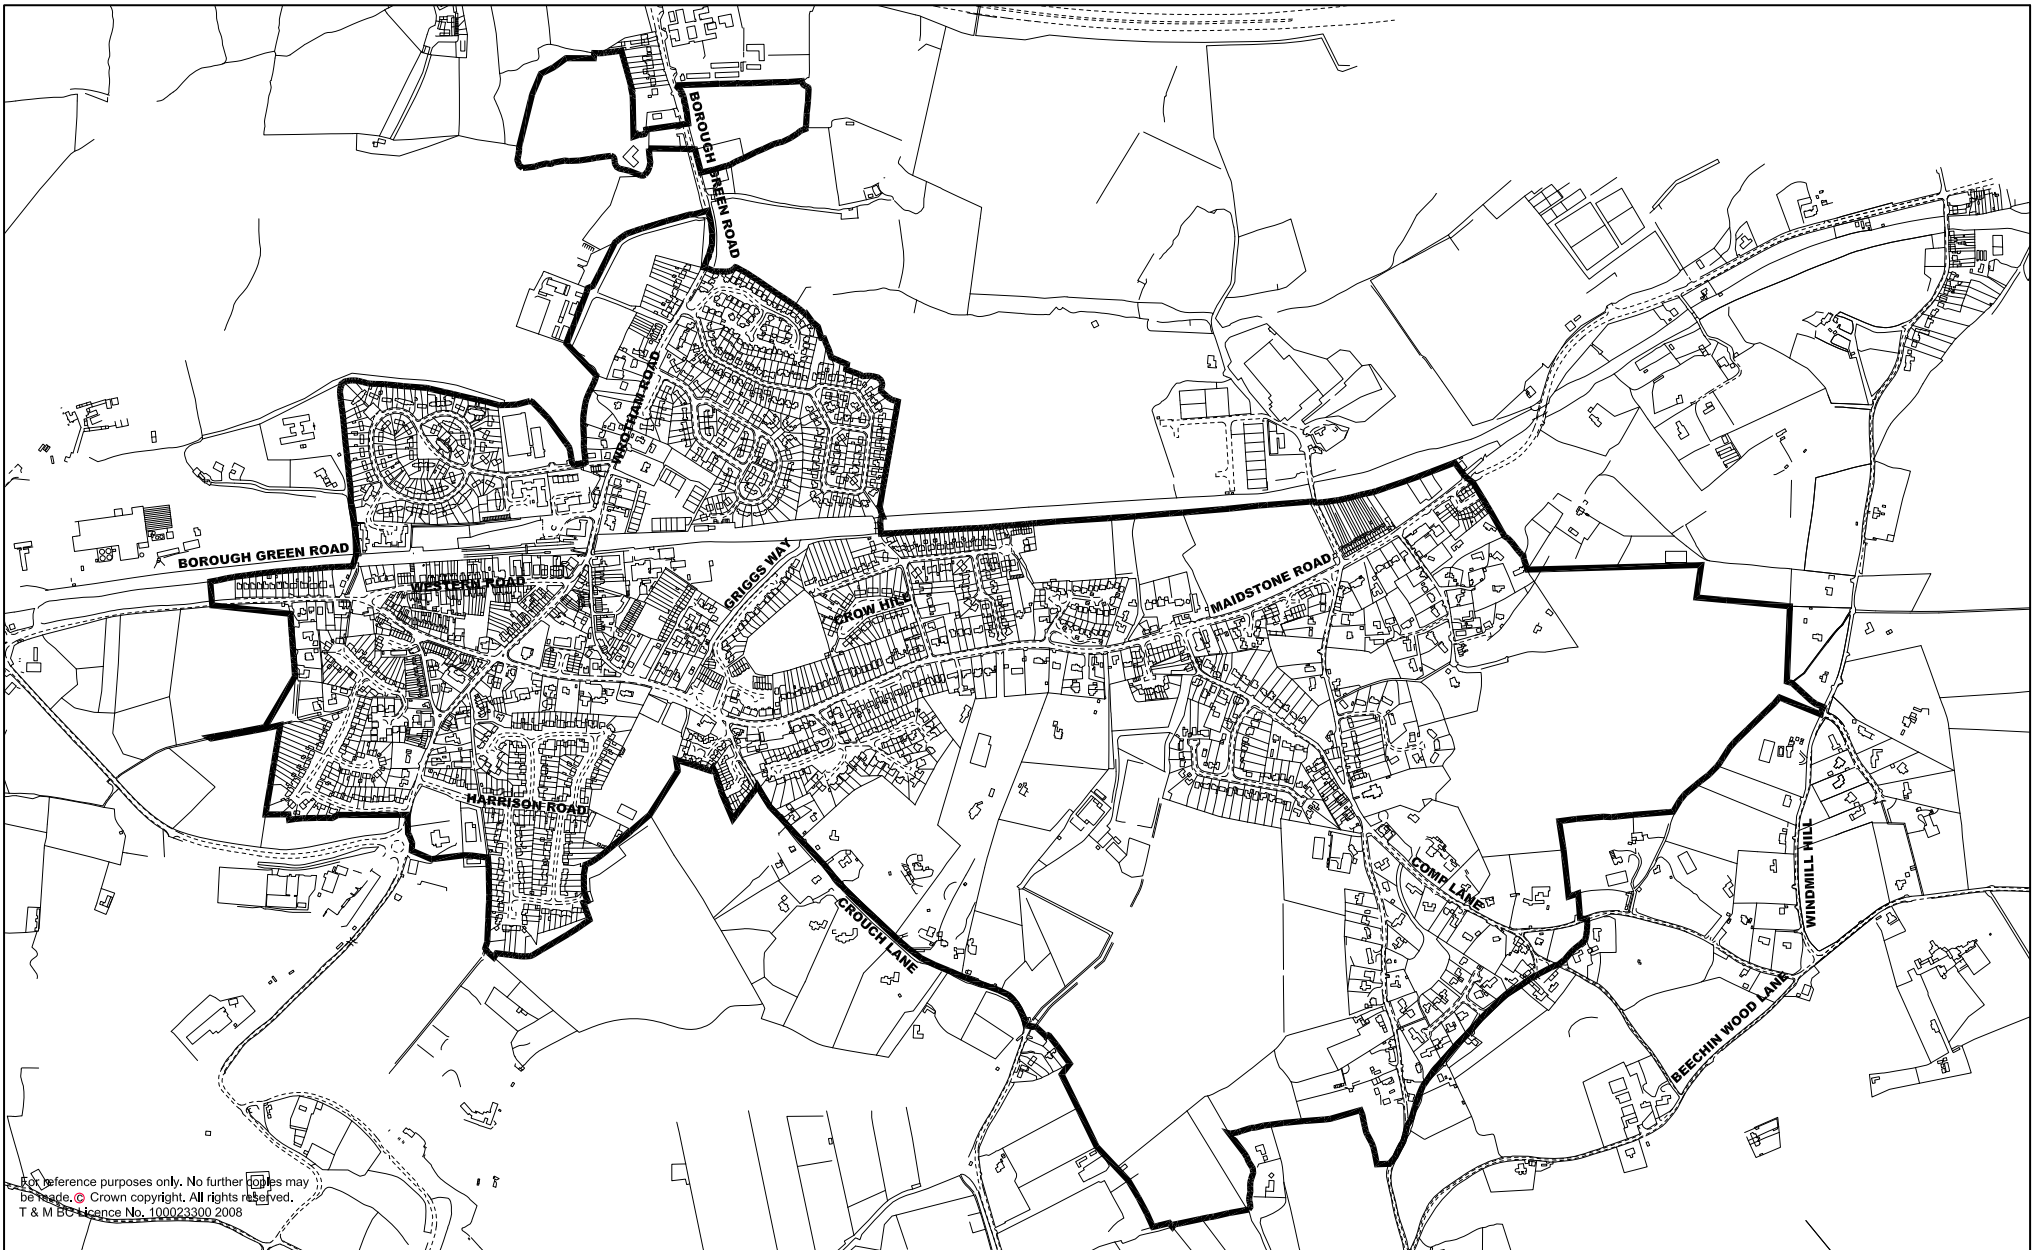 BOROUGH GREEN ROAD
WROTHAM ROAD
BOROUGH GREEN ROAD
WESTERN ROAD
GRIGGS WAY
CROW HILL
MAIDSTONE ROAD
HARRISON ROAD
CROUCH LANE
COMP LANE
WINDMILL HILL
BEECHIN WOOD LANE
For reference purposes only. No further copies may
be made. © Crown copyright. All rights reserved.
T & M BC Licence No. 100023300 2008